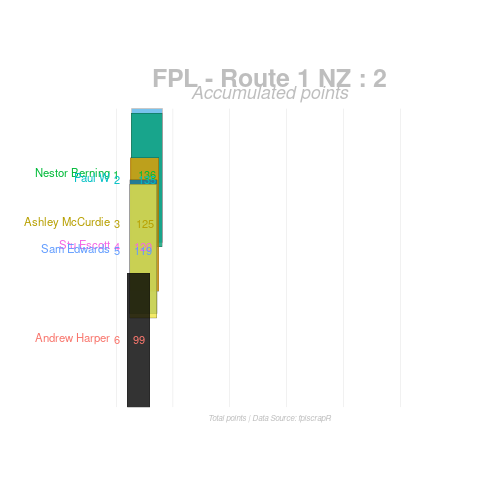 FPL - Route 1 NZ : 2
Accumulated points
Nestor Berning 1 136
Paul W 2 135
Ashley McCurdie 3 125
Stu Escott 4 120
Sam Edwards 5 119
Andrew Harper 6 99
Total points | Data Source: fplscrapR